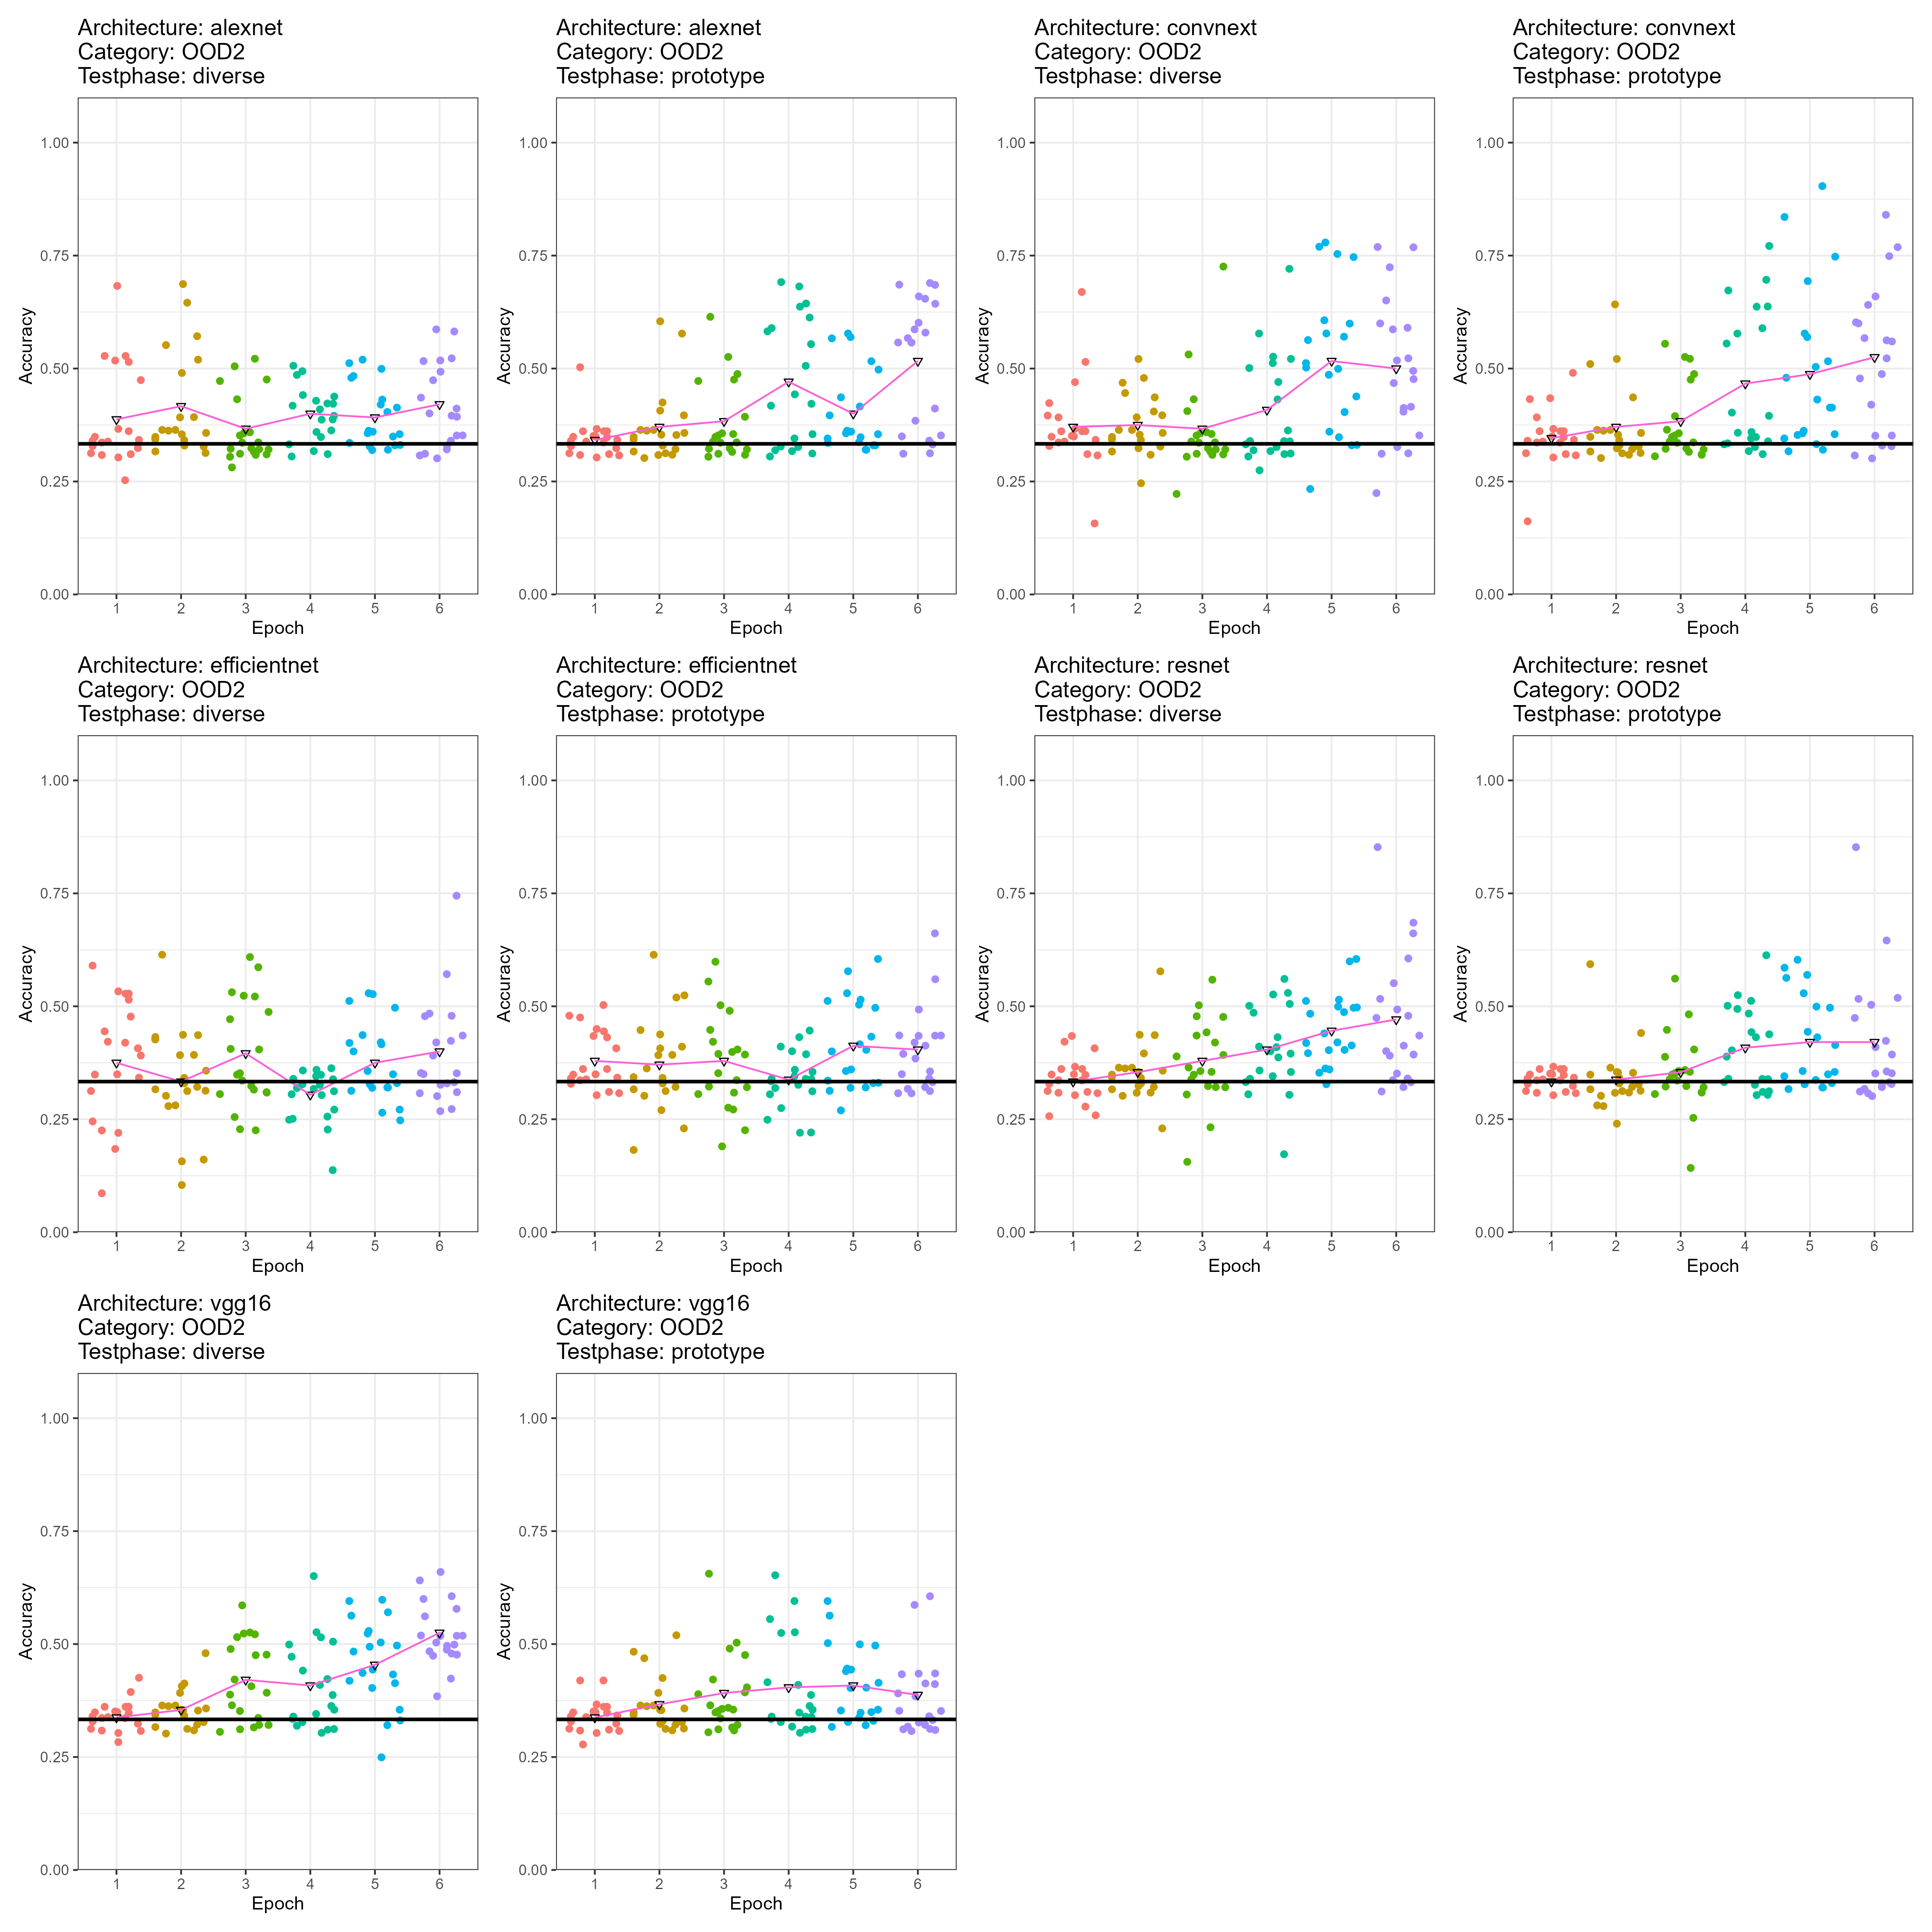 Architecture: alexnet
Category: OOD2
Testphase: diverse
1.00
0.75
0.50
0.25
0.00
Accuracy
1 2 3 4 5 6
Epoch
Architecture: alexnet
Category: OOD2
Testphase: prototype
1.00
0.75
0.50
0.25
0.00
Accuracy
1 2 3 4 5 6
Epoch
Architecture: convnext
Category: OOD2
Testphase: diverse
1.00
0.75
0.50
0.25
0.00
Accuracy
1 2 3 4 5 6
Epoch
Architecture: convnext
Category: OOD2
Testphase: prototype
1.00
0.75
0.50
0.25
0.00
Accuracy
1 2 3 4 5 6
Epoch
Architecture: efficientnet
Category: OOD2
Testphase: diverse
1.00
0.75
0.50
0.25
0.00
Accuracy
1 2 3 4 5 6
Epoch
Architecture: efficientnet
Category: OOD2
Testphase: prototype
1.00
0.75
0.50
0.25
0.00
Accuracy
1 2 3 4 5 6
Epoch
Architecture: resnet
Category: OOD2
Testphase: diverse
1.00
0.75
0.50
0.25
0.00
Accuracy
1 2 3 4 5 6
Epoch
Architecture: resnet
Category: OOD2
Testphase: prototype
1.00
0.75
0.50
0.25
0.00
Accuracy
1 2 3 4 5 6
Epoch
Architecture: vgg16
Category: OOD2
Testphase: diverse
1.00
0.75
0.50
0.25
0.00
Accuracy
1 2 3 4 5 6
Epoch
Architecture: vgg16
Category: OOD2
Testphase: prototype
1.00
0.75
0.50
0.25
0.00
Accuracy
1 2 3 4 5 6
Epoch